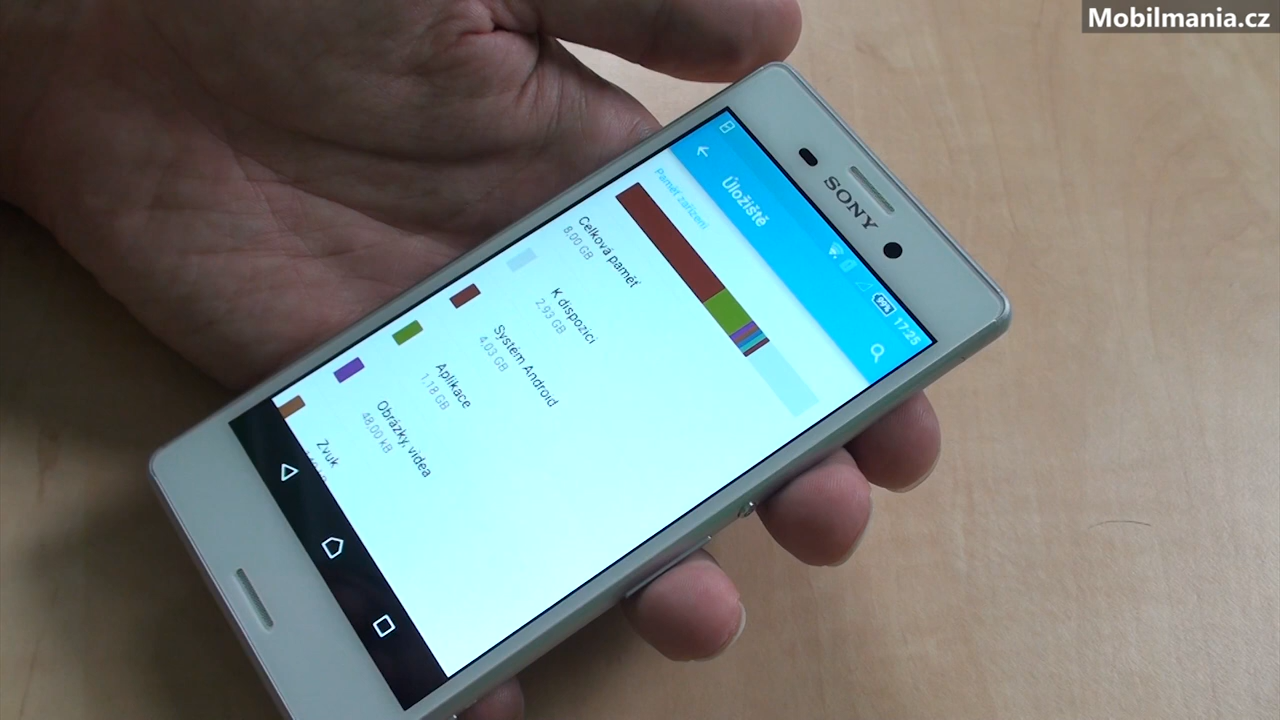 Mobilmania.cz
SONY
99% 17:25
Úložiště
Paměť zařízení
Celková paměť
8,00 GB
K dispozici
2,93 GB
Systém Android
4,03 GB
Aplikace
1,18 GB
Obrázky, videa
48,00 kB
Zvuk